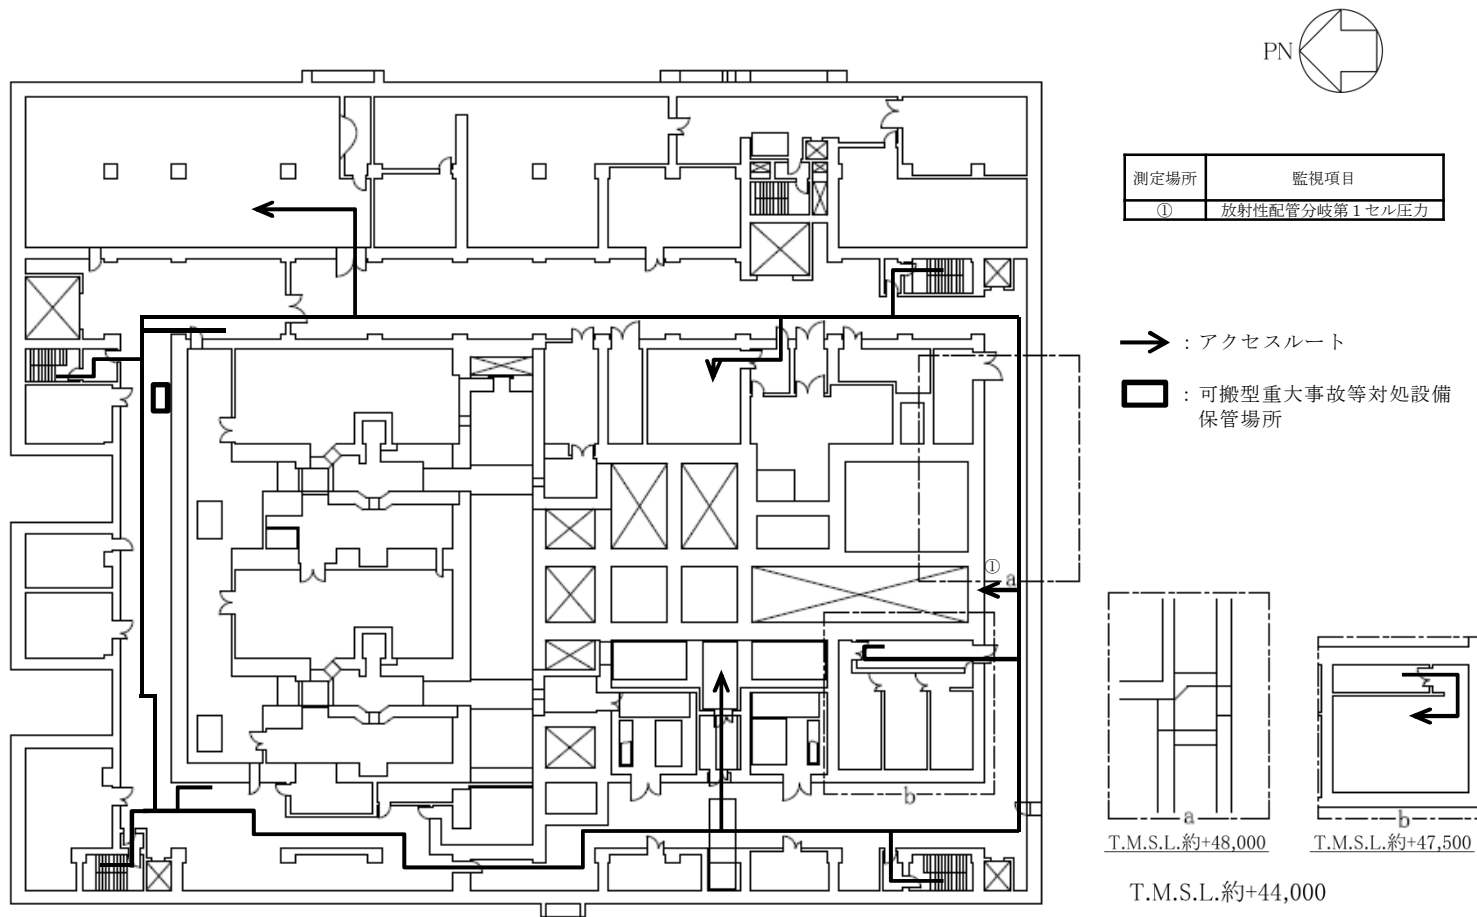 PN
測定場所
監視項目
①
放射性配管分岐第１セル圧力
：アクセスルート
：可搬型重大事故等対処設備
保管場所
①
a
b
a
T.M.S.L.約+48,000
b
T.M.S.L.約+47,500
T.M.S.L.約+44,000